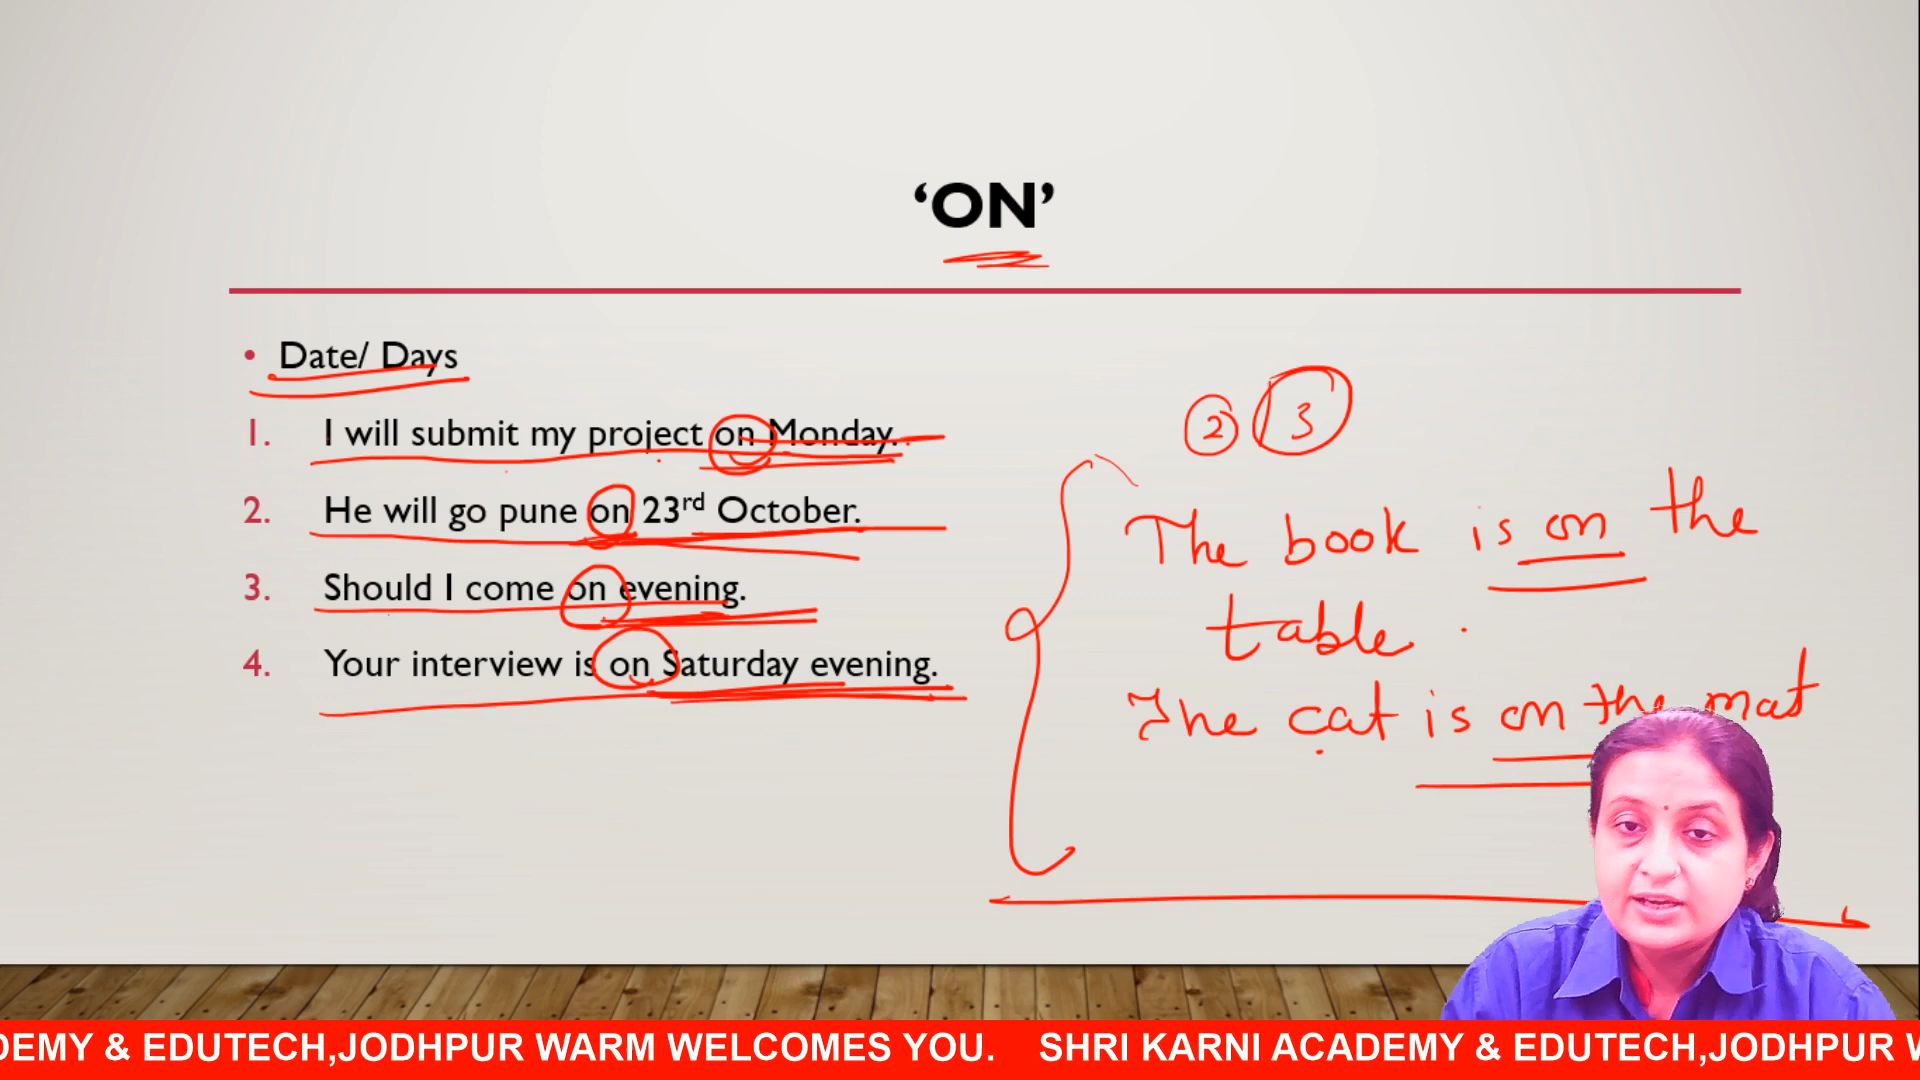 ‘ON’
• Date/ Days
1. I will submit my project on Monday.
2. He will go pune on 23rd October.
3. Should I come on evening.
4. Your interview is on Saturday evening.
2 3
The book is on the
table.
The cat is on the mat
DEMY & EDUTECH,JODHPUR WARM WELCOMES YOU. SHRI KARNI ACADEMY & EDUTECH,JODHPUR W